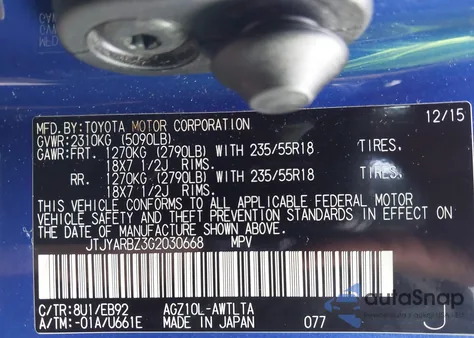 MFD.BY:TOYOTA MOTOR CORPORATION 12/15
GVWR:2310KG (5090LB)
GAWR:FRT. 1270KG (2790LB) WITH 235/55R18 TIRES.
18X7 1/2J RIMS.
RR. 1270KG (2790LB) WITH 235/55R18 TIRES.
18X7 1/2J RIMS.
THIS VEHICLE CONFORMS TO ALL APPLICABLE FEDERAL MOTOR
VEHICLE SAFETY AND THEFT PREVENTION STANDARDS IN EFFECT ON
THE DATE OF MANUFACTURE SHOWN ABOVE.
JTJYARBZ3G2030668 MPV
C/TR:8U1/EB92 AGZ10L-AWTLTA
A/TM:-01A/U661E MADE IN JAPAN 077 J
autoSnap